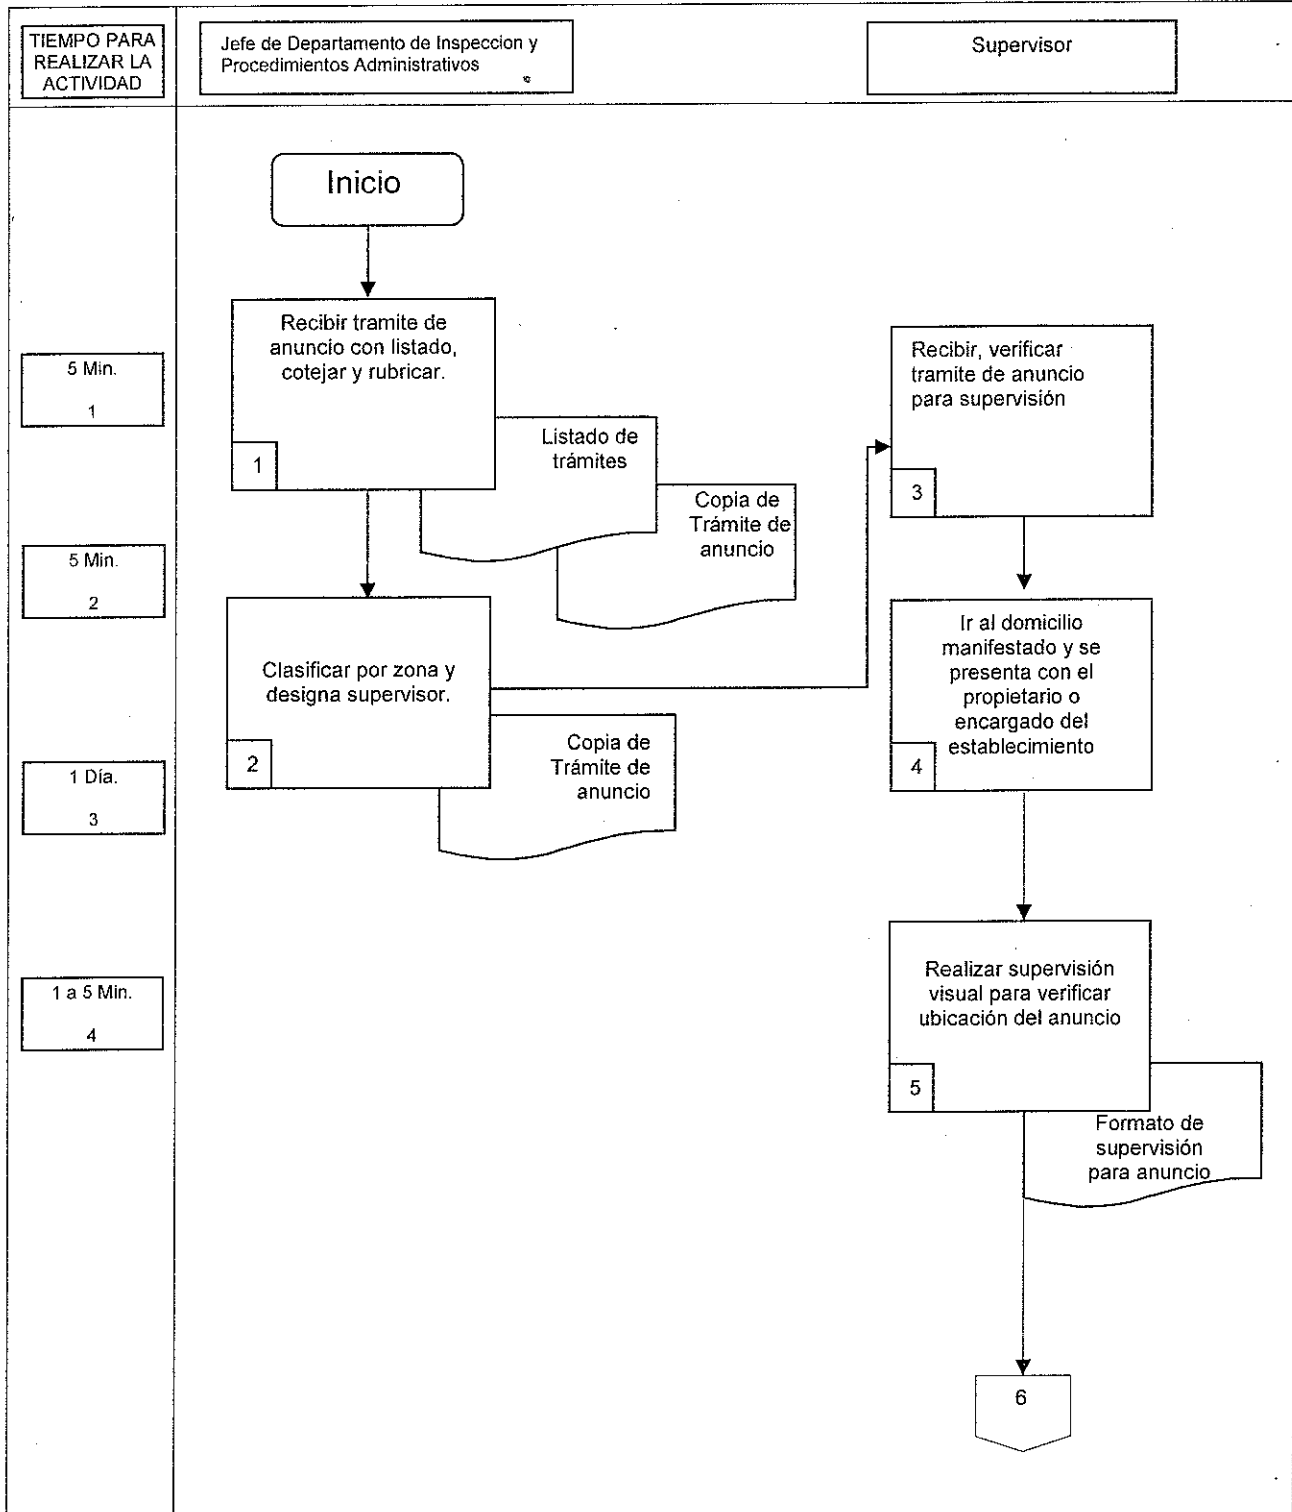 TIEMPO PARA
REALIZAR LA
ACTIVIDAD
Jefe de Departamento de Inspeccion y
Procedimientos Administrativos
Supervisor
Inicio
5 Min.
1
Recibir tramite de
anuncio con listado,
cotejar y rubricar.
1
Listado de
trámites
Copia de
Trámite de
anuncio
5 Min.
2
Clasificar por zona y
designa supervisor.
2
Copia de
Trámite de
anuncio
Recibir, verificar
tramite de anuncio
para supervisión
3
1 Día.
3
Ir al domicilio
manifestado y se
presenta con el
propietario o
encargado del
establecimiento
4
1 a 5 Min.
4
Realizar supervisión
visual para verificar
ubicación del anuncio
5
Formato de
supervisión
para anuncio
6